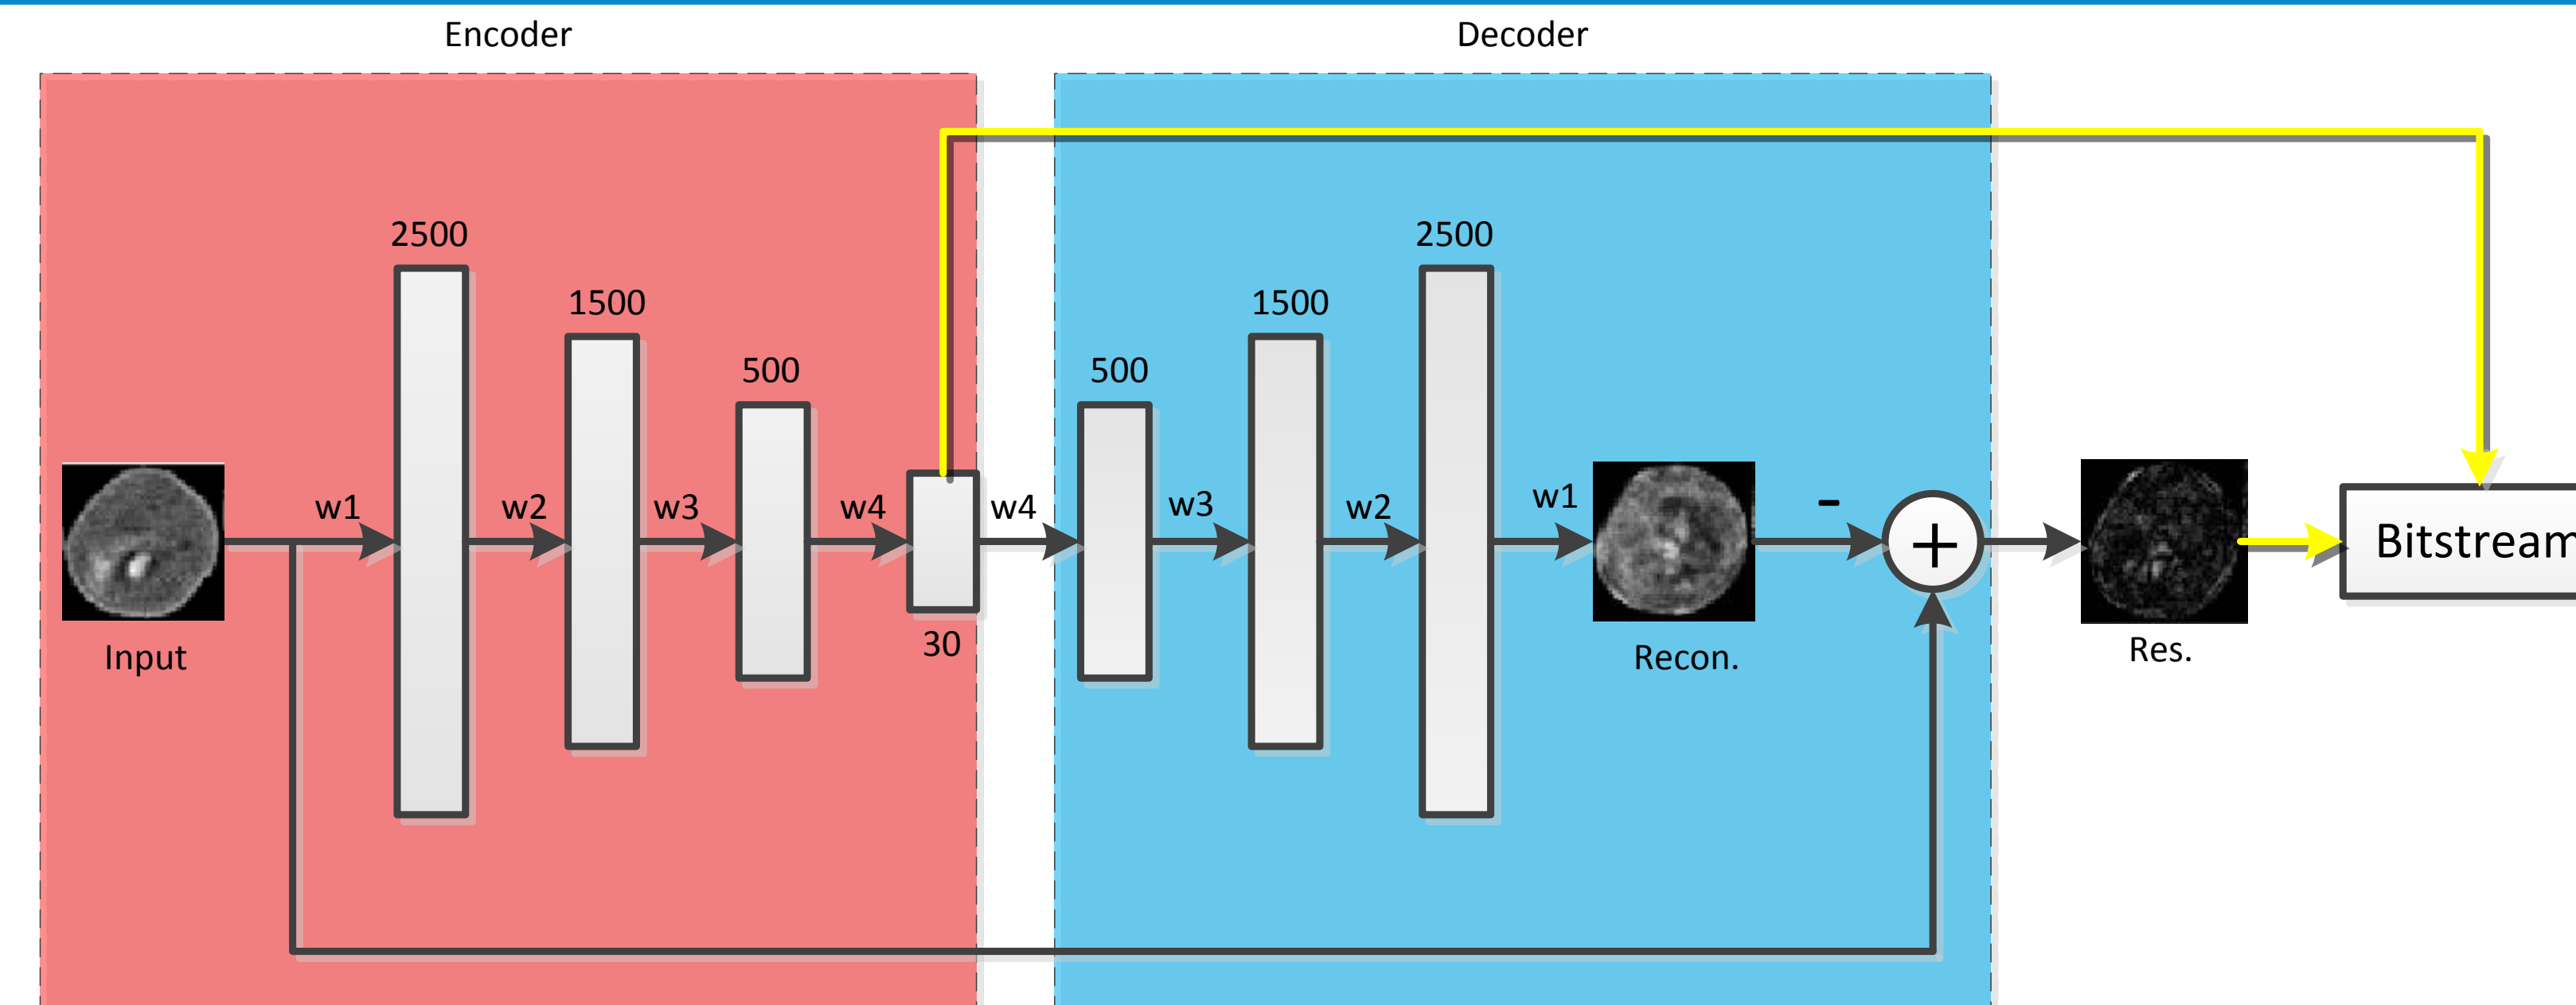 Encoder
Decoder
2500
2500
1500
1500
500
500
w1
w2
w3
w4
w4
w3
w2
w1
-
+
Bitstream
Input
30
Recon.
Res.